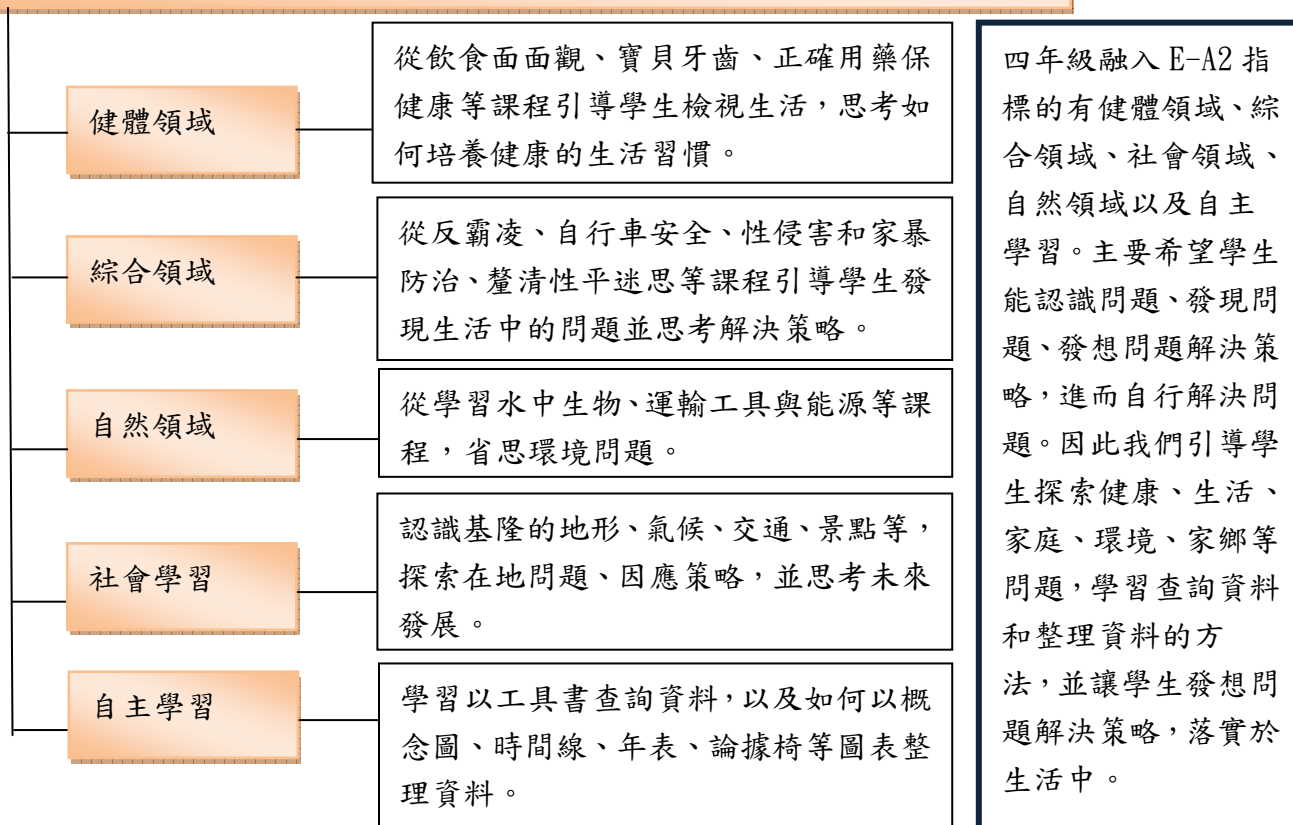 健體領域
從飲食面面觀、寶貝牙齒、正確用藥保
健康等課程引導學生檢視生活，思考如
何培養健康的生活習慣。
綜合領域
從反霸凌、自行車安全、性侵害和家暴
防治、釐清性平迷思等課程引導學生發
現生活中的問題並思考解決策略。
自然領域
從學習水中生物、運輸工具與能源等課
程，省思環境問題。
社會學習
認識基隆的地形、氣候、交通、景點等，
探索在地問題、因應策略，並思考未來
發展。
自主學習
學習以工具書查詢資料，以及如何以概
念圖、時間線、年表、論據椅等圖表整
理資料。
四年級融入 E-A2 指
標的有健體領域、綜
合領域、社會領域、
自然領域以及自主
學習。主要希望學生
能認識問題、發現問
題、發想問題解決策
略，進而自行解決問
題。因此我們引導學
生探索健康、生活、
家庭、環境、家鄉等
問題，學習查詢資料
和整理資料的方
法，並讓學生發想問
題解決策略，落實於
生活中。